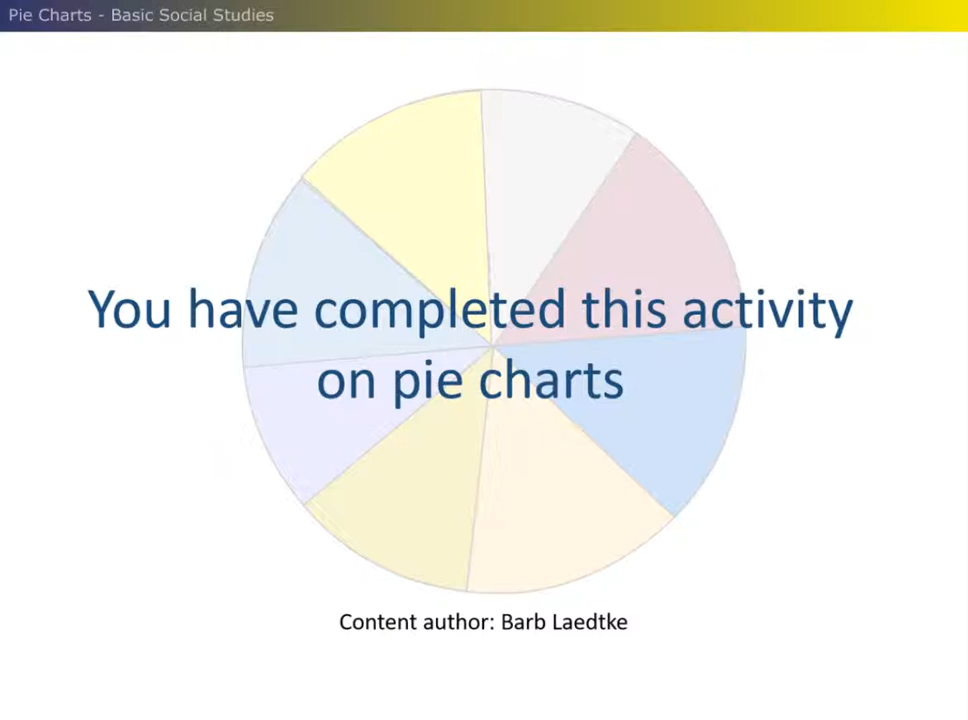 Pie Charts - Basic Social Studies
You have completed this activity
on pie charts
Content author: Barb Laedtke